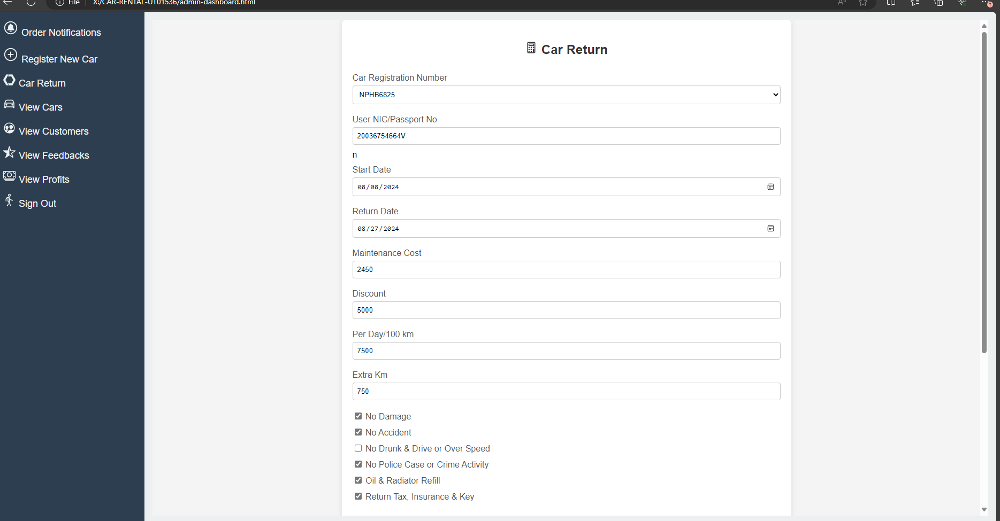 File X:/CAR-RENTAL-UT01536/admin-dashboard.html
Order Notifications
Register New Car
Car Return
View Cars
View Customers
View Feedbacks
View Profits
Sign Out
Car Return
Car Registration Number
NPHB6825
User NIC/Passport No
20036754664V
n
Start Date
08/08/2024
Return Date
08/27/2024
Maintenance Cost
2450
Discount
5000
Per Day/100 km
7500
Extra Km
750
No Damage
No Accident
No Drunk & Drive or Over Speed
No Police Case or Crime Activity
Oil & Radiator Refill
Return Tax, Insurance & Key